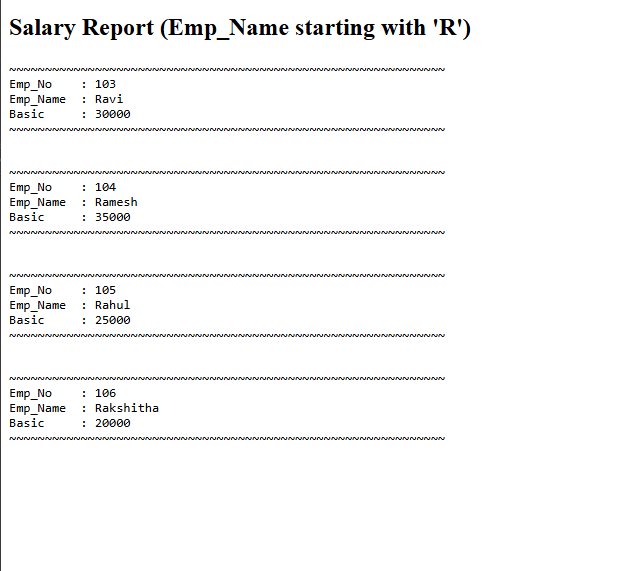 Salary Report (Emp_Name starting with 'R')
~~~~~~~~~~~~~~~~~~~~~~~~~~~~~~~~~~~~~~~~~~~~~~~~~~~~~~~~~~~~~
Emp_No    : 103
Emp_Name  : Ravi
Basic     : 30000
~~~~~~~~~~~~~~~~~~~~~~~~~~~~~~~~~~~~~~~~~~~~~~~~~~~~~~~~~~~~~
~~~~~~~~~~~~~~~~~~~~~~~~~~~~~~~~~~~~~~~~~~~~~~~~~~~~~~~~~~~~~
Emp_No    : 104
Emp_Name  : Ramesh
Basic     : 35000
~~~~~~~~~~~~~~~~~~~~~~~~~~~~~~~~~~~~~~~~~~~~~~~~~~~~~~~~~~~~~
~~~~~~~~~~~~~~~~~~~~~~~~~~~~~~~~~~~~~~~~~~~~~~~~~~~~~~~~~~~~~
Emp_No    : 105
Emp_Name  : Rahul
Basic     : 25000
~~~~~~~~~~~~~~~~~~~~~~~~~~~~~~~~~~~~~~~~~~~~~~~~~~~~~~~~~~~~~
~~~~~~~~~~~~~~~~~~~~~~~~~~~~~~~~~~~~~~~~~~~~~~~~~~~~~~~~~~~~~
Emp_No    : 106
Emp_Name  : Rakshitha
Basic     : 20000
~~~~~~~~~~~~~~~~~~~~~~~~~~~~~~~~~~~~~~~~~~~~~~~~~~~~~~~~~~~~~